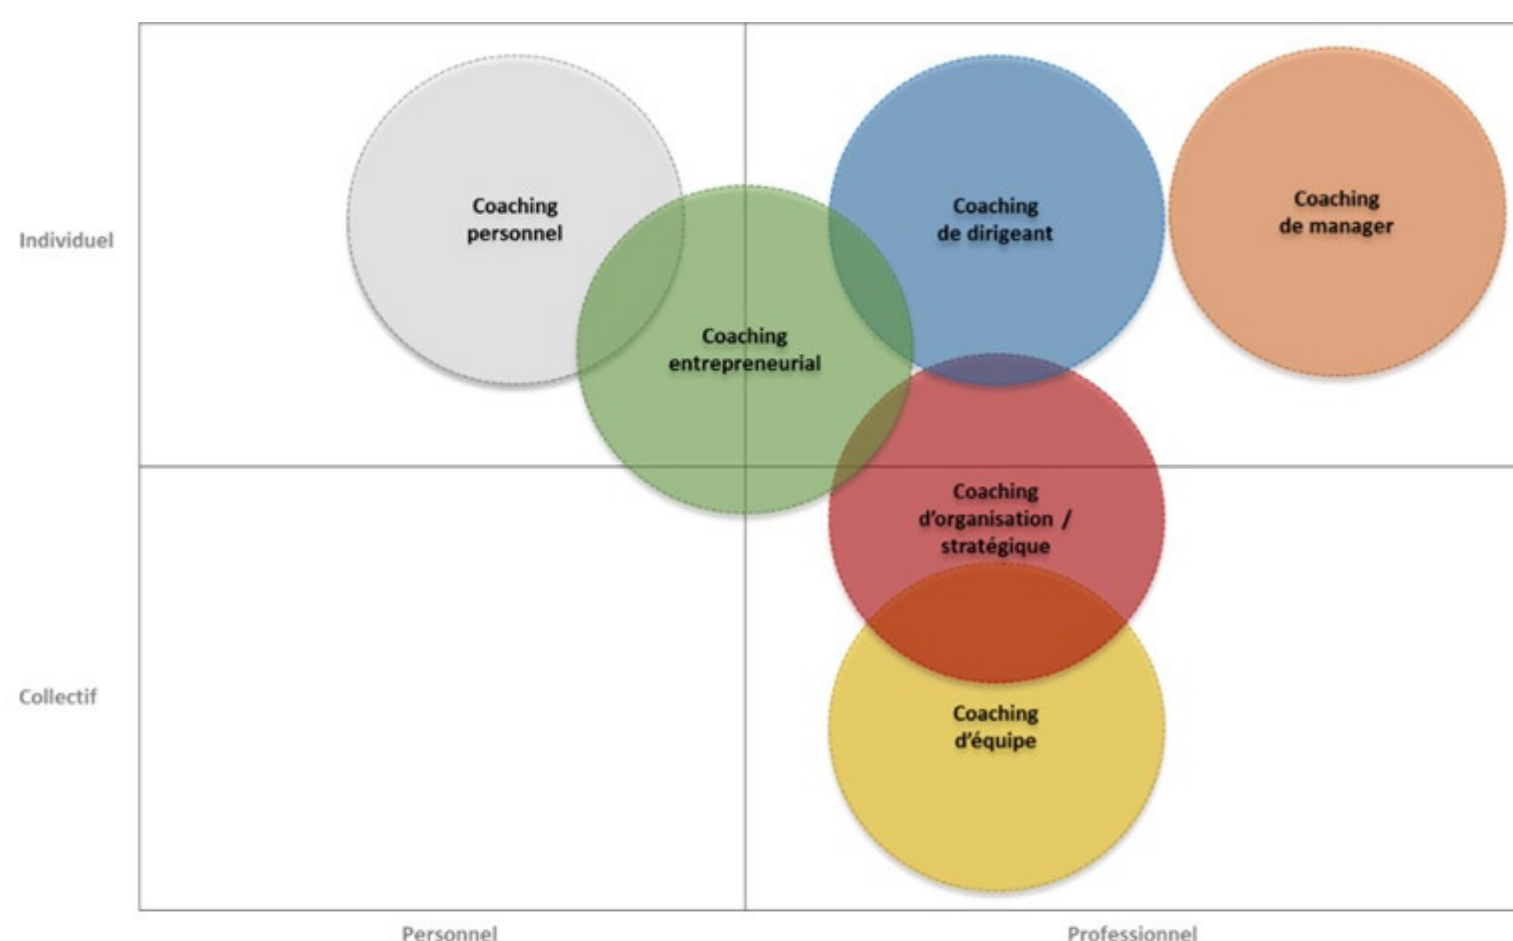 Coaching
personnel
Coaching
de dirigeant
Coaching
de manager
Individuel
Coaching
entrepreneurial
Coaching
d’organisation /
stratégique
Collectif
Coaching
d’équipe
Personnel
Professionnel